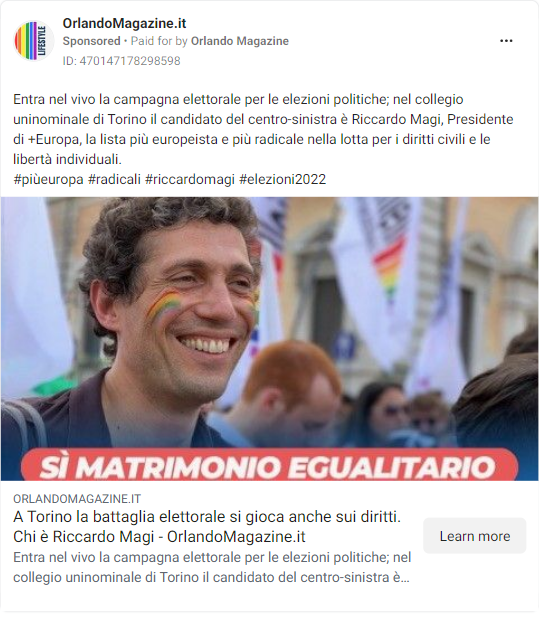 LIFESTYLE
OrlandoMagazine.it
Sponsored • Paid for by Orlando Magazine
ID: 470147178298598
Entra nel vivo la campagna elettorale per le elezioni politiche; nel collegio
uninominale di Torino il candidato del centro-sinistra è Riccardo Magi, Presidente
di +Europa, la lista più europeista e più radicale nella lotta per i diritti civili e le
libertà individuali.
#piùeuropa #radicali #riccardomagi #elezioni2022
SÌ MATRIMONIO EGUALITARIO
ORLANDOMAGAZINE.IT
A Torino la battaglia elettorale si gioca anche sui diritti.
Chi è Riccardo Magi - OrlandoMagazine.it
Entra nel vivo la campagna elettorale per le elezioni politiche; nel
collegio uninominale di Torino il candidato del centro-sinistra è...
Learn more